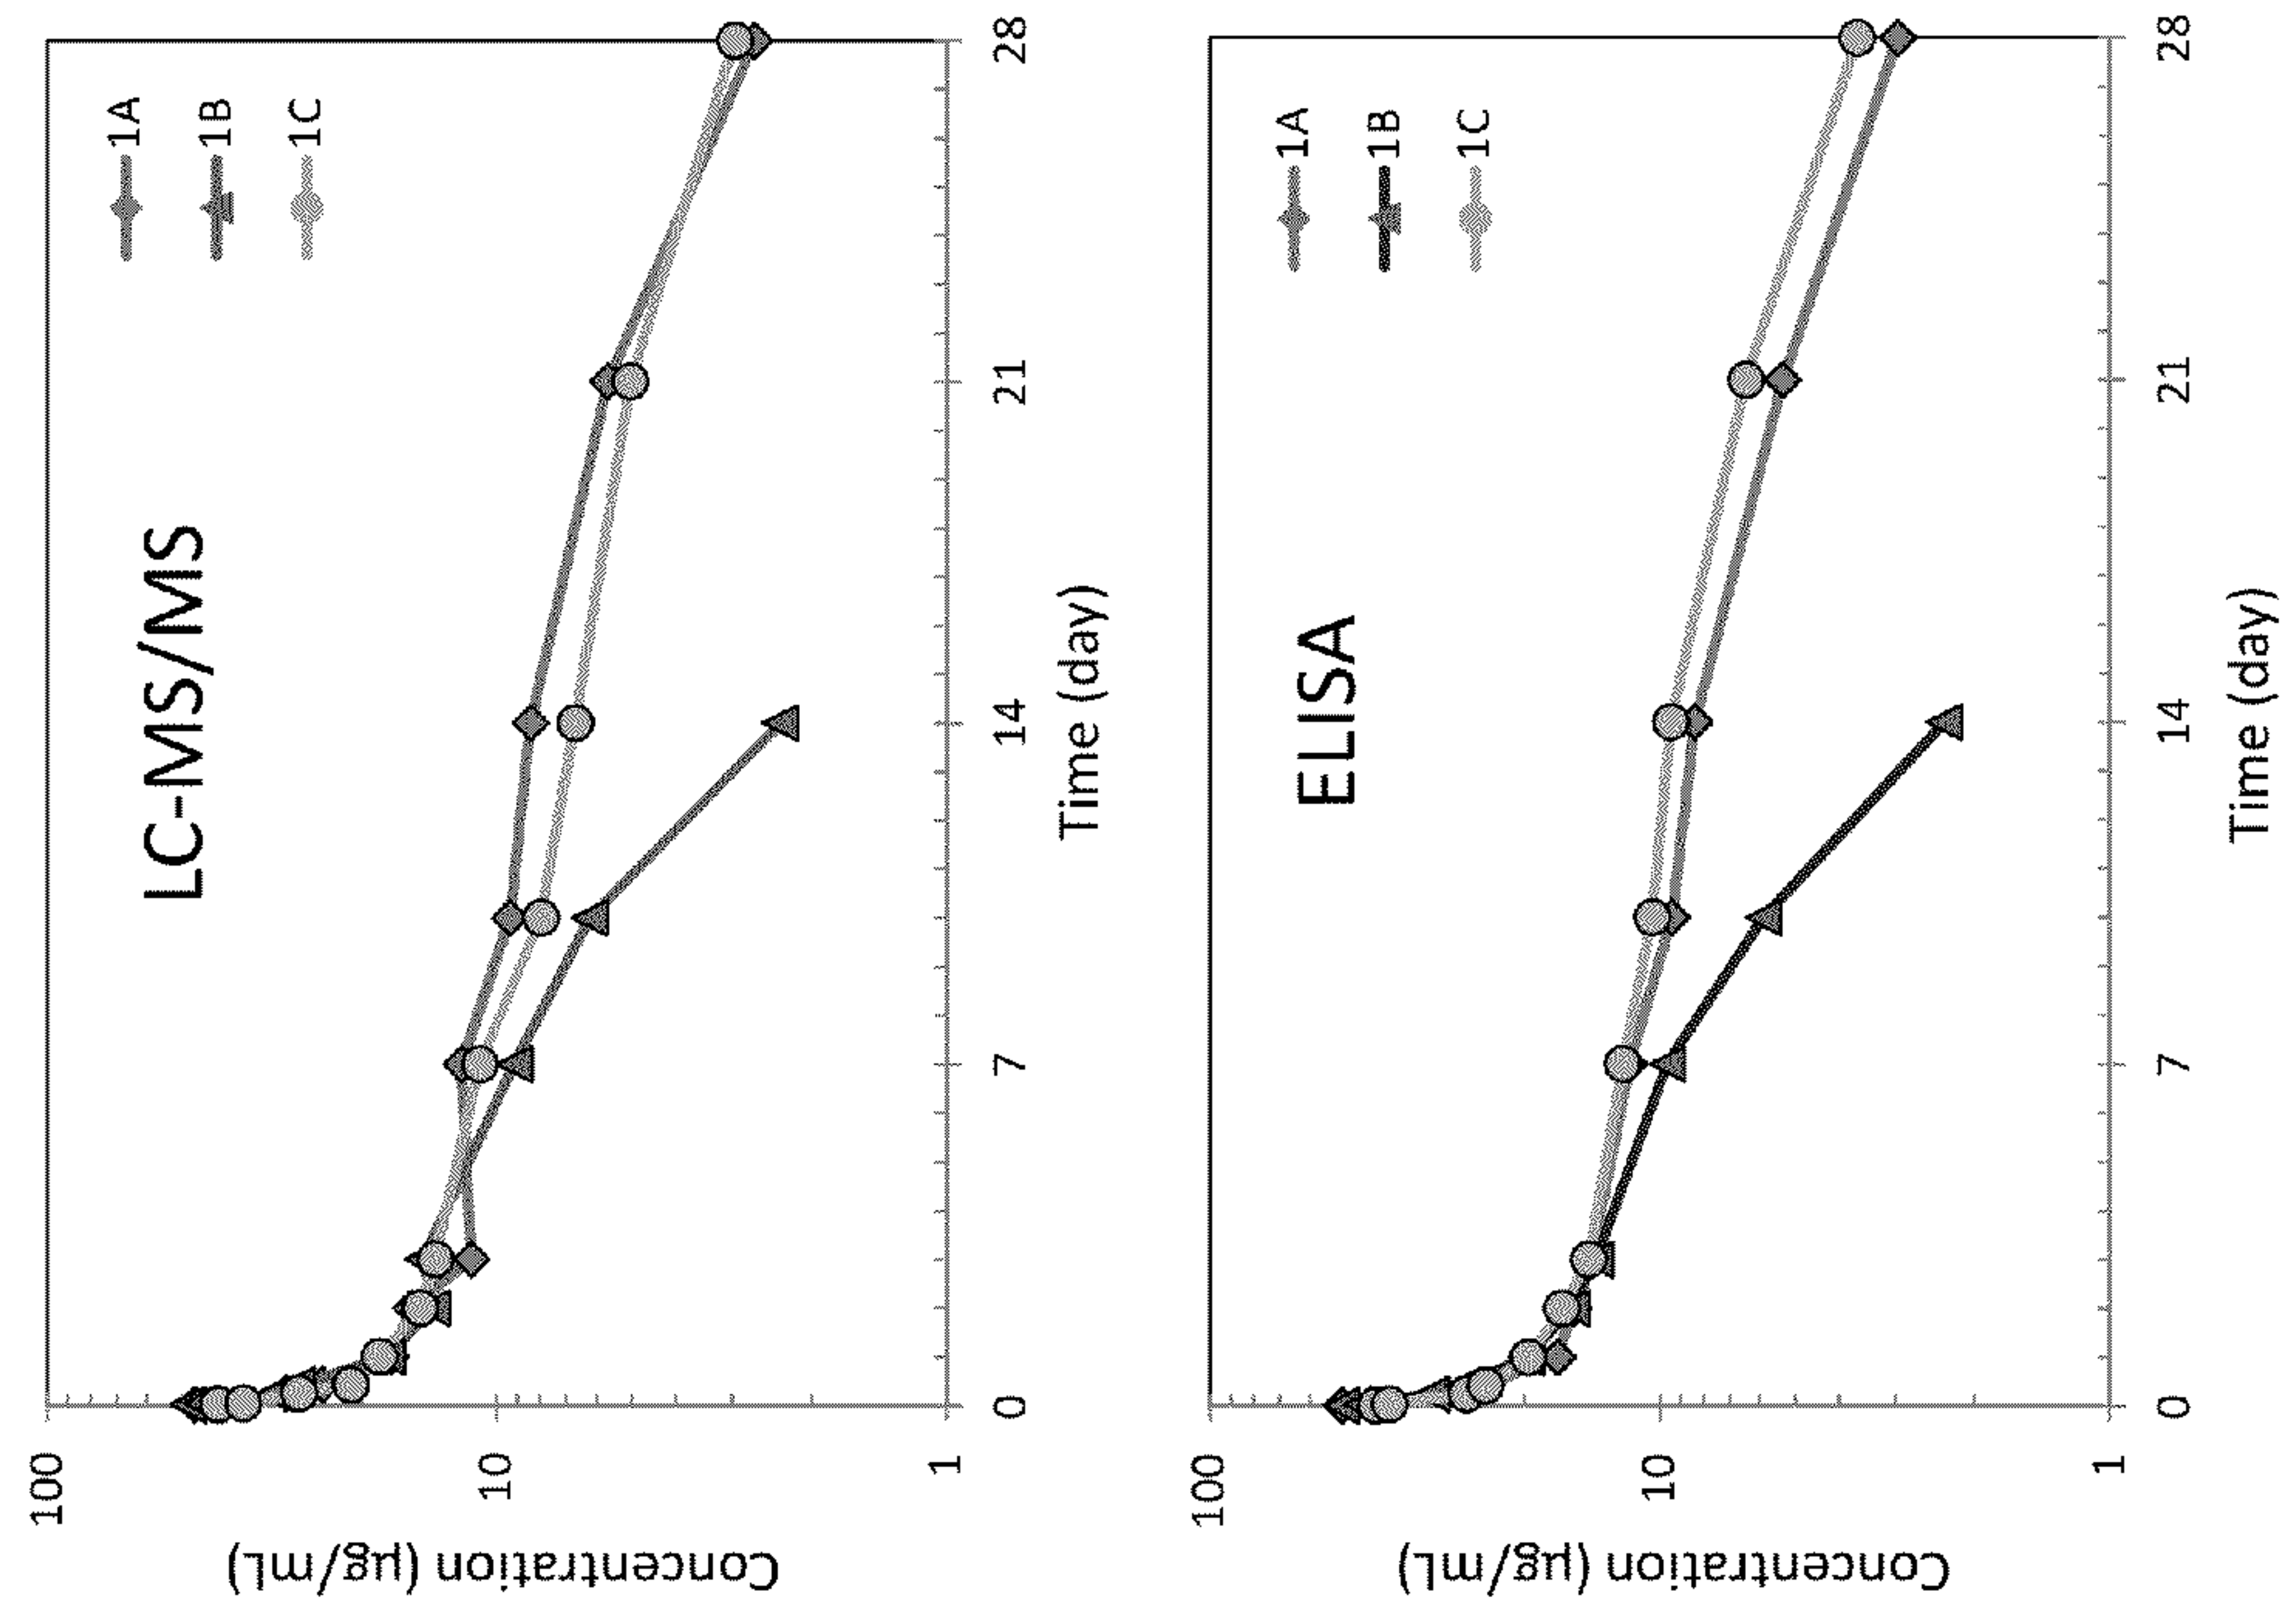 LC-MS/MS
1A
1B
1C
100
10
1
Concentration (µg/mL)
0
7
14
21
28
Time (day)
ELISA
1A
1B
1C
100
10
1
Concentration (µg/mL)
0
7
14
21
28
Time (day)